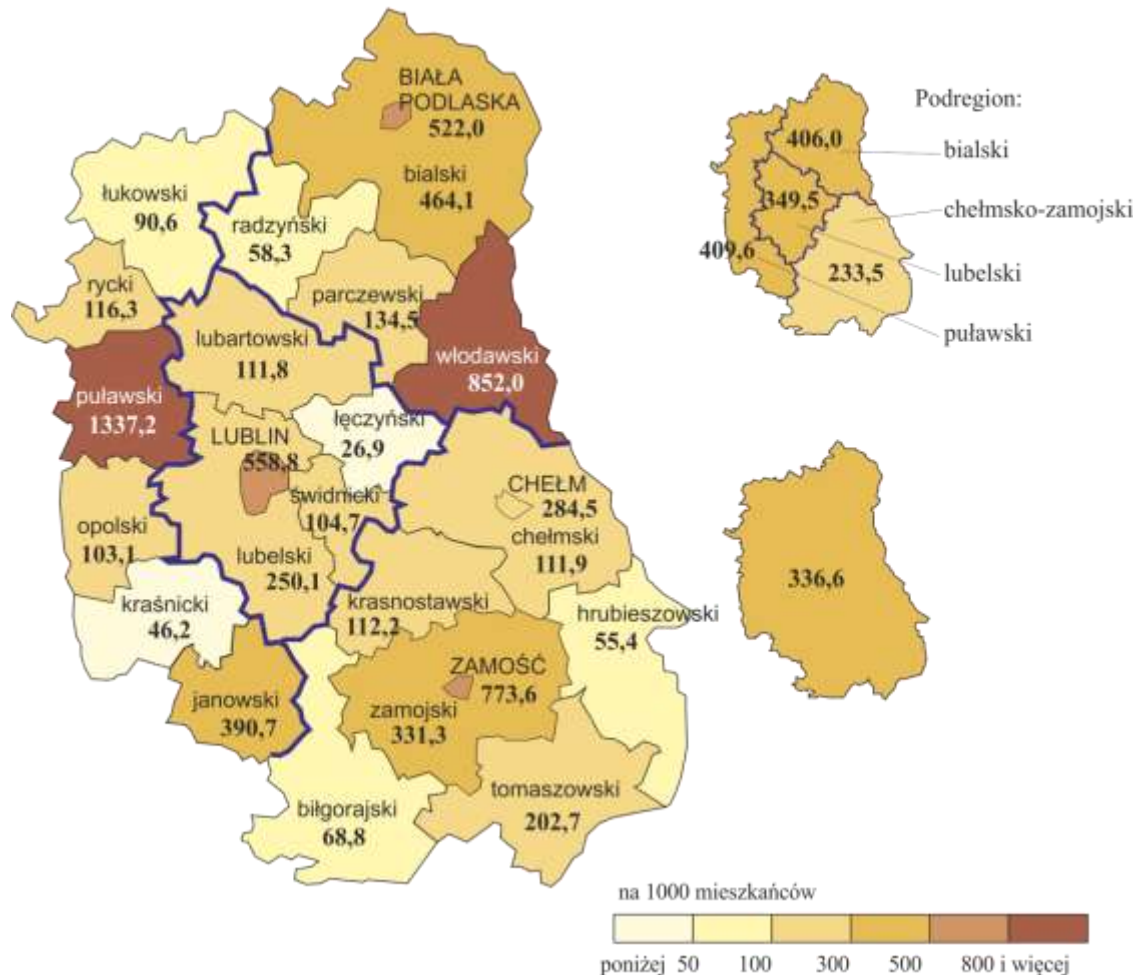 BIAŁA
PODLASKA
522,0
bialski
464,1
łukowski
90,6
radzyński
58,3
rycki
116,3
parczewski
134,5
lubartowski
111,8
włodawski
852,0
puławski
1337,2
łęczyński
26,9
LUBLIN
558,8
świdnicki
104,7
CHEŁM
284,5
chełmski
111,9
opolski
103,1
lubelski
250,1
kraśnicki
46,2
krasnostawski
112,2
hrubieszowski
55,4
janowski
390,7
ZAMOŚĆ
773,6
zamojski
331,3
tomaszowski
202,7
biłgorajski
68,8
Podregion:
406,0
bialski
349,5
chełmsko-zamojski
409,6
233,5
lubelski
puławski
336,6
na 1000 mieszkańców
poniżej 50 100 300 500 800 i więcej